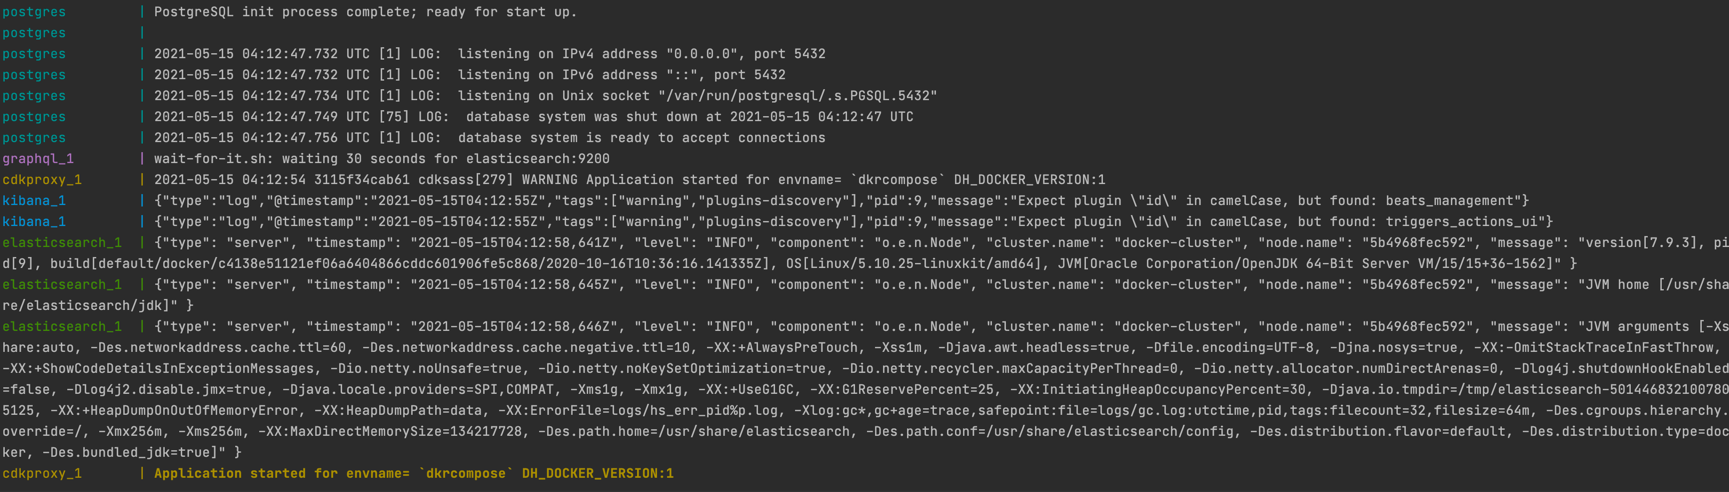 postgres | PostgreSQL init process complete; ready for start up.
postgres |
postgres | 2021-05-15 04:12:47.732 UTC [1] LOG:  listening on IPv4 address "0.0.0.0", port 5432
postgres | 2021-05-15 04:12:47.732 UTC [1] LOG:  listening on IPv6 address "::", port 5432
postgres | 2021-05-15 04:12:47.734 UTC [1] LOG:  listening on Unix socket "/var/run/postgresql/.s.PGSQL.5432"
postgres | 2021-05-15 04:12:47.749 UTC [75] LOG:  database system was shut down at 2021-05-15 04:12:47 UTC
postgres | 2021-05-15 04:12:47.756 UTC [1] LOG:  database system is ready to accept connections
graphql_1 | wait-for-it.sh: waiting 30 seconds for elasticsearch:9200
cdkproxy_1 | 2021-05-15 04:12:54 3115f34cab61 cdksass[279] WARNING Application started for envname= `dkrcompose` DH_DOCKER_VERSION:1
kibana_1 | {"type":"log","@timestamp":"2021-05-15T04:12:55Z","tags":["warning","plugins-discovery"],"pid":9,"message":"Expect plugin \"id\" in camelCase, but found: beats_management"}
kibana_1 | {"type":"log","@timestamp":"2021-05-15T04:12:55Z","tags":["warning","plugins-discovery"],"pid":9,"message":"Expect plugin \"id\" in camelCase, but found: triggers_actions_ui"}
elasticsearch_1 | {"type": "server", "timestamp": "2021-05-15T04:12:58,641Z", "level": "INFO", "component": "o.e.n.Node", "cluster.name": "docker-cluster", "node.name": "5b4968fec592", "message": "version[7.9.3], pi
d[9], build[default/docker/c4138e51121ef06a6404866cddc601906fe5c868/2020-10-16T10:36:16.141335Z], OS[Linux/5.10.25-linuxkit/amd64], JVM[Oracle Corporation/OpenJDK 64-Bit Server VM/15/15+36-1562]" }
elasticsearch_1 | {"type": "server", "timestamp": "2021-05-15T04:12:58,645Z", "level": "INFO", "component": "o.e.n.Node", "cluster.name": "docker-cluster", "node.name": "5b4968fec592", "message": "JVM home [/usr/sha
re/elasticsearch/jdk]" }
elasticsearch_1 | {"type": "server", "timestamp": "2021-05-15T04:12:58,646Z", "level": "INFO", "component": "o.e.n.Node", "cluster.name": "docker-cluster", "node.name": "5b4968fec592", "message": "JVM arguments [-Xs
hare:auto, -Des.networkaddress.cache.ttl=60, -Des.networkaddress.cache.negative.ttl=10, -XX:+AlwaysPreTouch, -Xss1m, -Djava.awt.headless=true, -Dfile.encoding=UTF-8, -Djna.nosys=true, -XX:-OmitStackTraceInFastThrow,
-XX:+ShowCodeDetailsInExceptionMessages, -Dio.netty.noUnsafe=true, -Dio.netty.noKeySetOptimization=true, -Dio.netty.recycler.maxCapacityPerThread=0, -Dio.netty.allocator.numDirectArenas=0, -Dlog4j.shutdownHookEnabled
=false, -Dlog4j2.disable.jmx=true, -Djava.locale.providers=SPI,COMPAT, -Xms1g, -Xmx1g, -XX:+UseG1GC, -XX:G1ReservePercent=25, -XX:InitiatingHeapOccupancyPercent=30, -Djava.io.tmpdir=/tmp/elasticsearch-501446832100780
5125, -XX:+HeapDumpOnOutOfMemoryError, -XX:HeapDumpPath=data, -XX:ErrorFile=logs/hs_err_pid%p.log, -Xlog:gc*,gc+age=trace,safepoint:file=logs/gc.log:utctime,pid,tags:filecount=32,filesize=64m, -Des.cgroups.hierarchy.
override=/, -Xmx256m, -Xms256m, -XX:MaxDirectMemorySize=134217728, -Des.path.home=/usr/share/elasticsearch, -Des.path.conf=/usr/share/elasticsearch/config, -Des.distribution.flavor=default, -Des.distribution.type=doc
ker, -Des.bundled_jdk=true]" }
cdkproxy_1 | Application started for envname= `dkrcompose` DH_DOCKER_VERSION:1